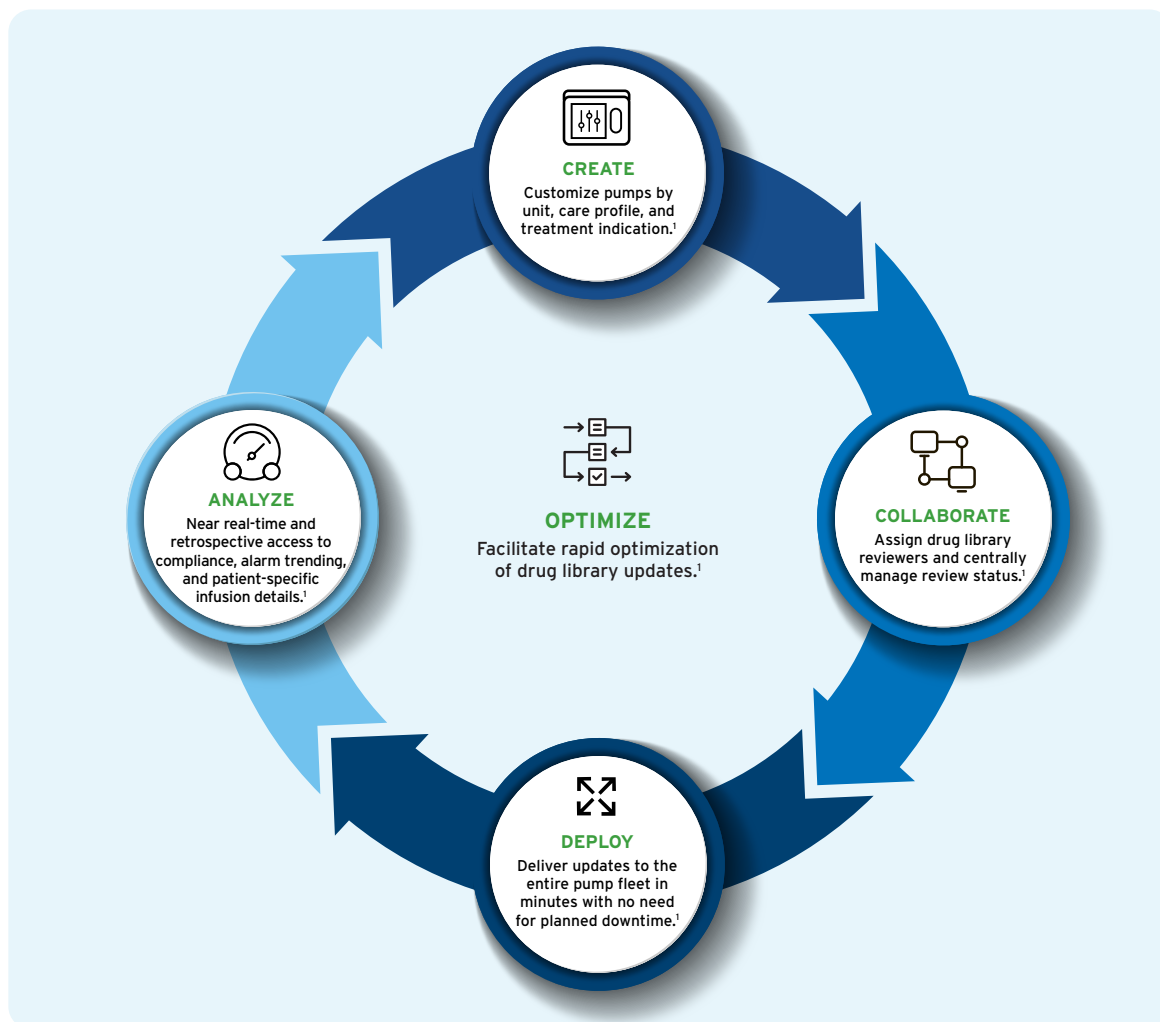 CREATE
Customize pumps by
unit, care profile, and
treatment indication.¹
ANALYZE
Near real-time and
retrospective access to
compliance, alarm trending,
and patient-specific
infusion details.¹
OPTIMIZE
Facilitate rapid optimization
of drug library updates.¹
COLLABORATE
Assign drug library
reviewers and centrally
manage review status.¹
DEPLOY
Deliver updates to the
entire pump fleet in
minutes with no need
for planned downtime.¹